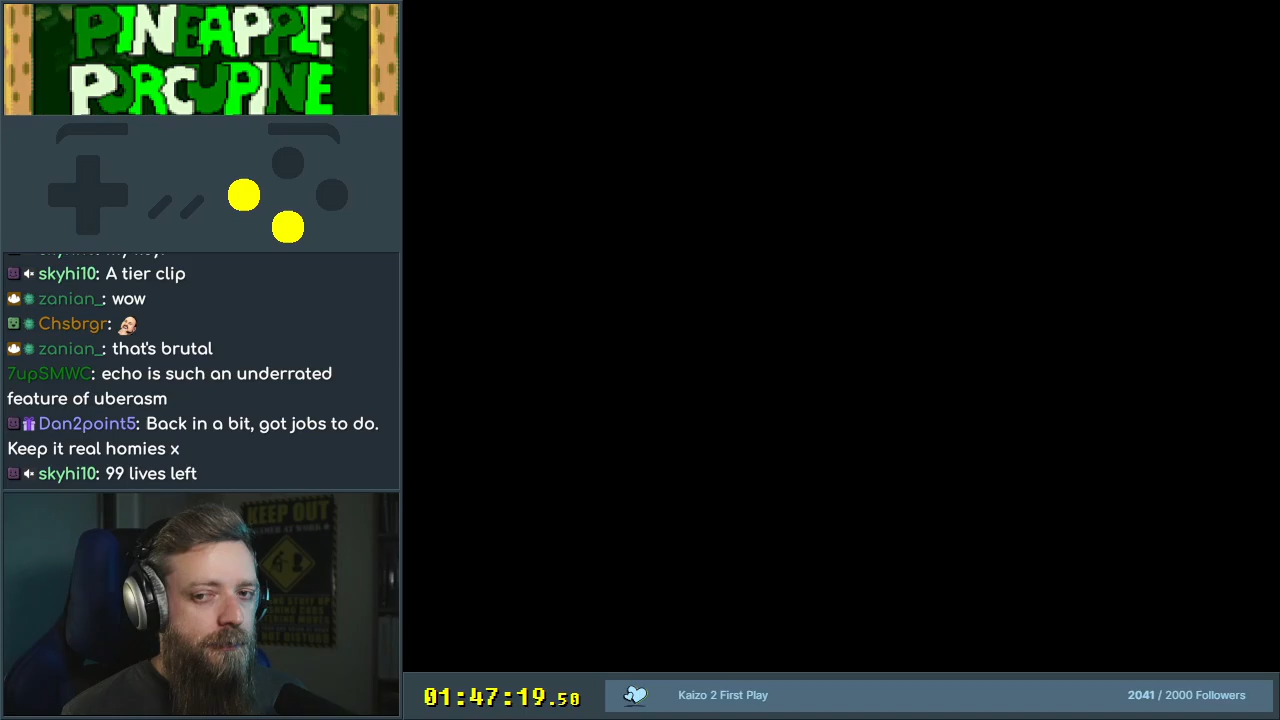 PINEAPPLE
PORCUPINE
skyhi10: A tier clip
zanian_: wow
Chsbrgr:
zanian_: that's brutal
7upSMWC: echo is such an underrated
feature of uberasm
Dan2point5: Back in a bit, got jobs to do.
Keep it real homies x
skyhi10: 99 lives left
KEEP OUT
01:47:19.50
Kaizo 2 First Play
2041 / 2000 Followers